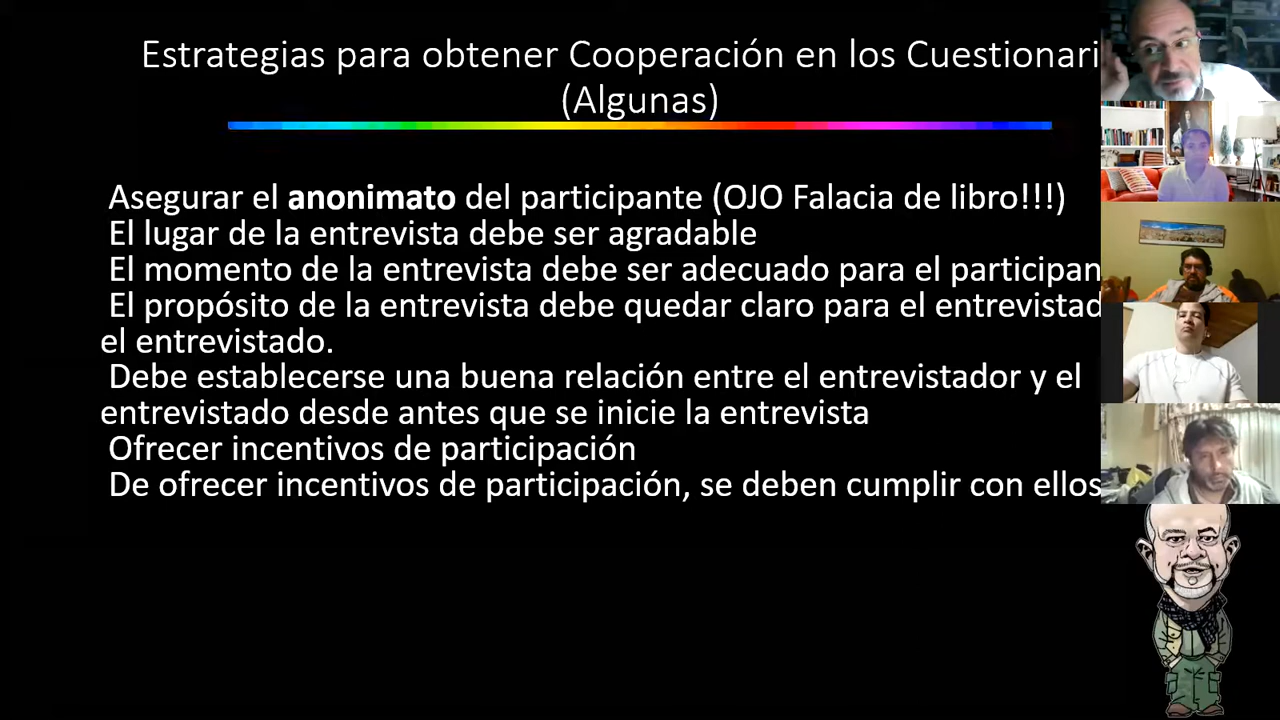 Estrategias para obtener Cooperación en los Cuestionari
(Algunas)
Asegurar el anonimato del participante (OJO Falacia de libro!!!)
El lugar de la entrevista debe ser agradable
El momento de la entrevista debe ser adecuado para el participan
El propósito de la entrevista debe quedar claro para el entrevistad
el entrevistado.
Debe establecerse una buena relación entre el entrevistador y el
entrevistado desde antes que se inicie la entrevista
Ofrecer incentivos de participación
De ofrecer incentivos de participación, se deben cumplir con ellos